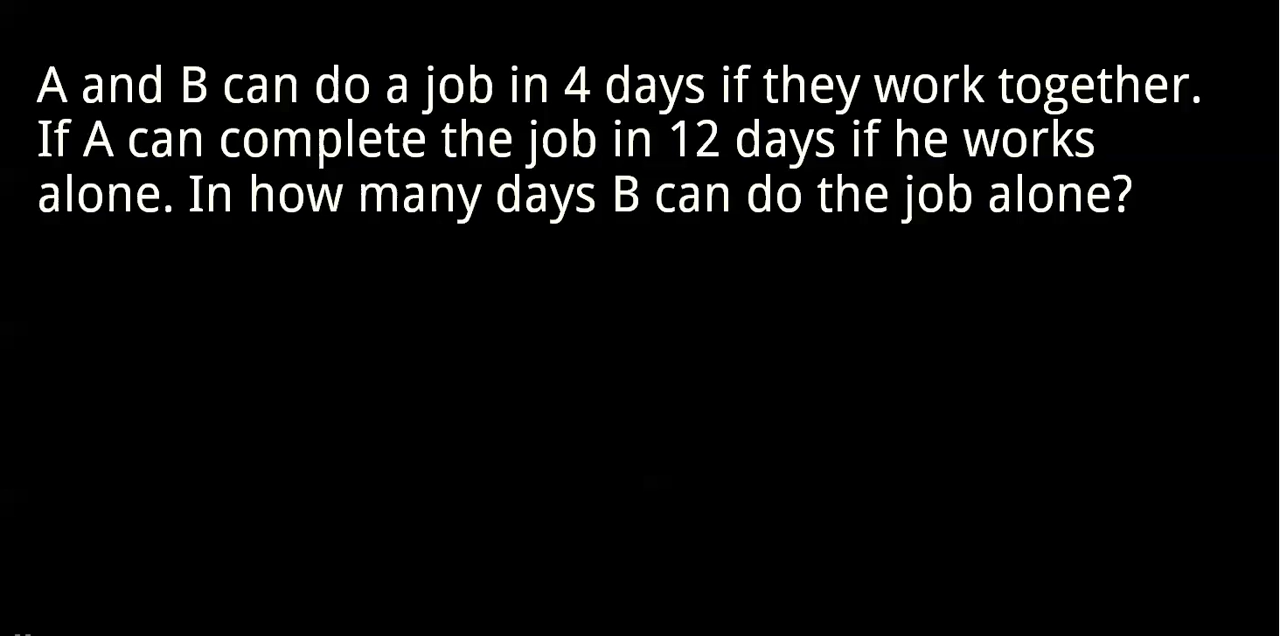 A and B can do a job in 4 days if they work together.
If A can complete the job in 12 days if he works
alone. In how many days B can do the job alone?